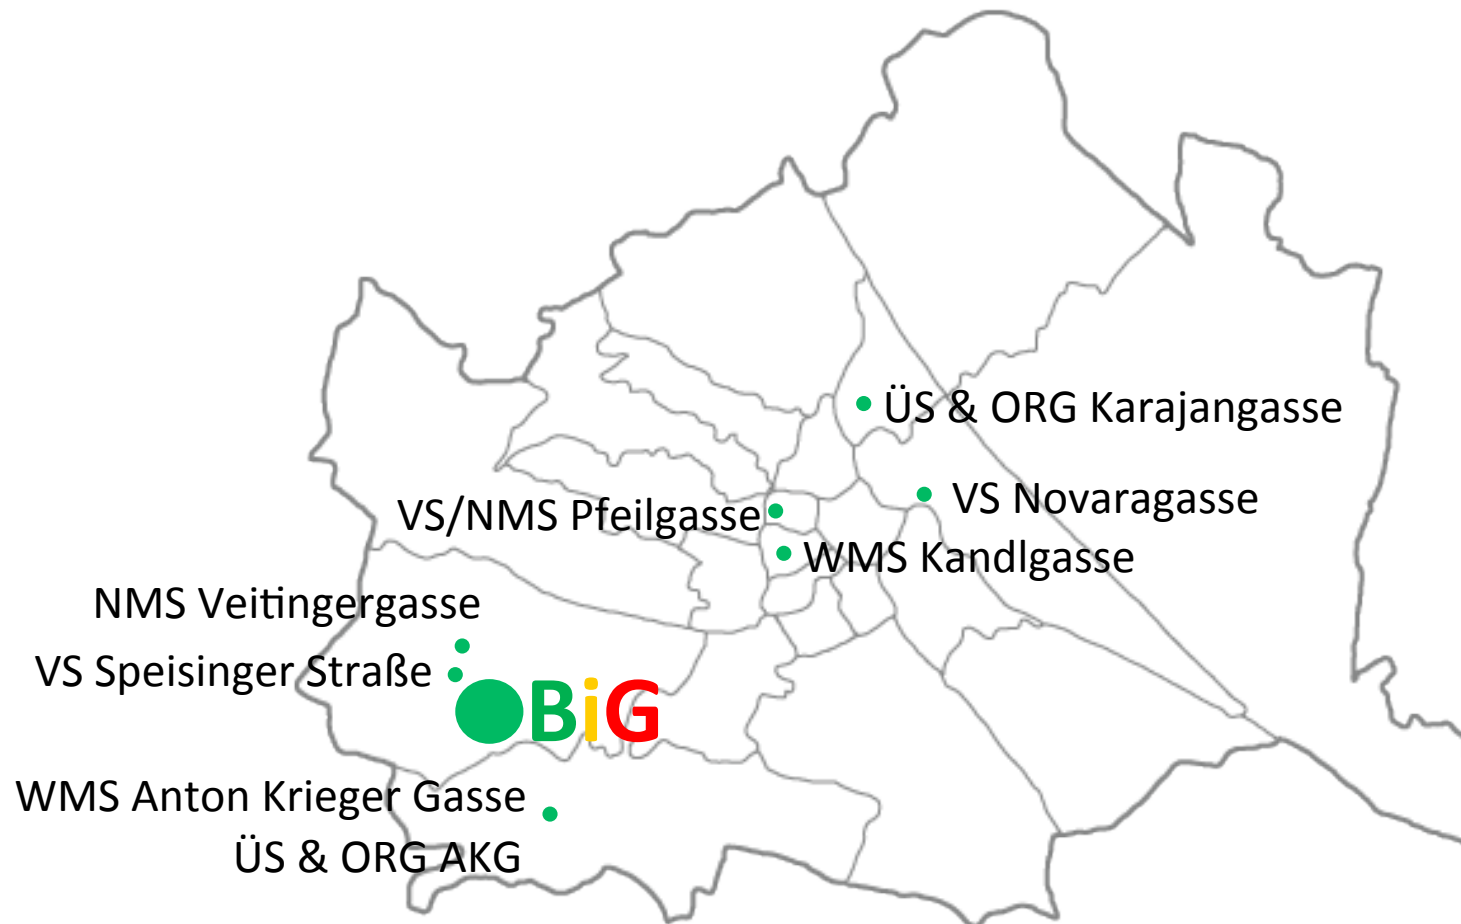 ÜS & ORG Karajangasse
VS Novaragasse
VS/NMS Pfeilgasse
WMS Kandlgasse
NMS Veitingergasse
VS Speisinger Straße
BiG
WMS Anton Krieger Gasse
ÜS & ORG AKG